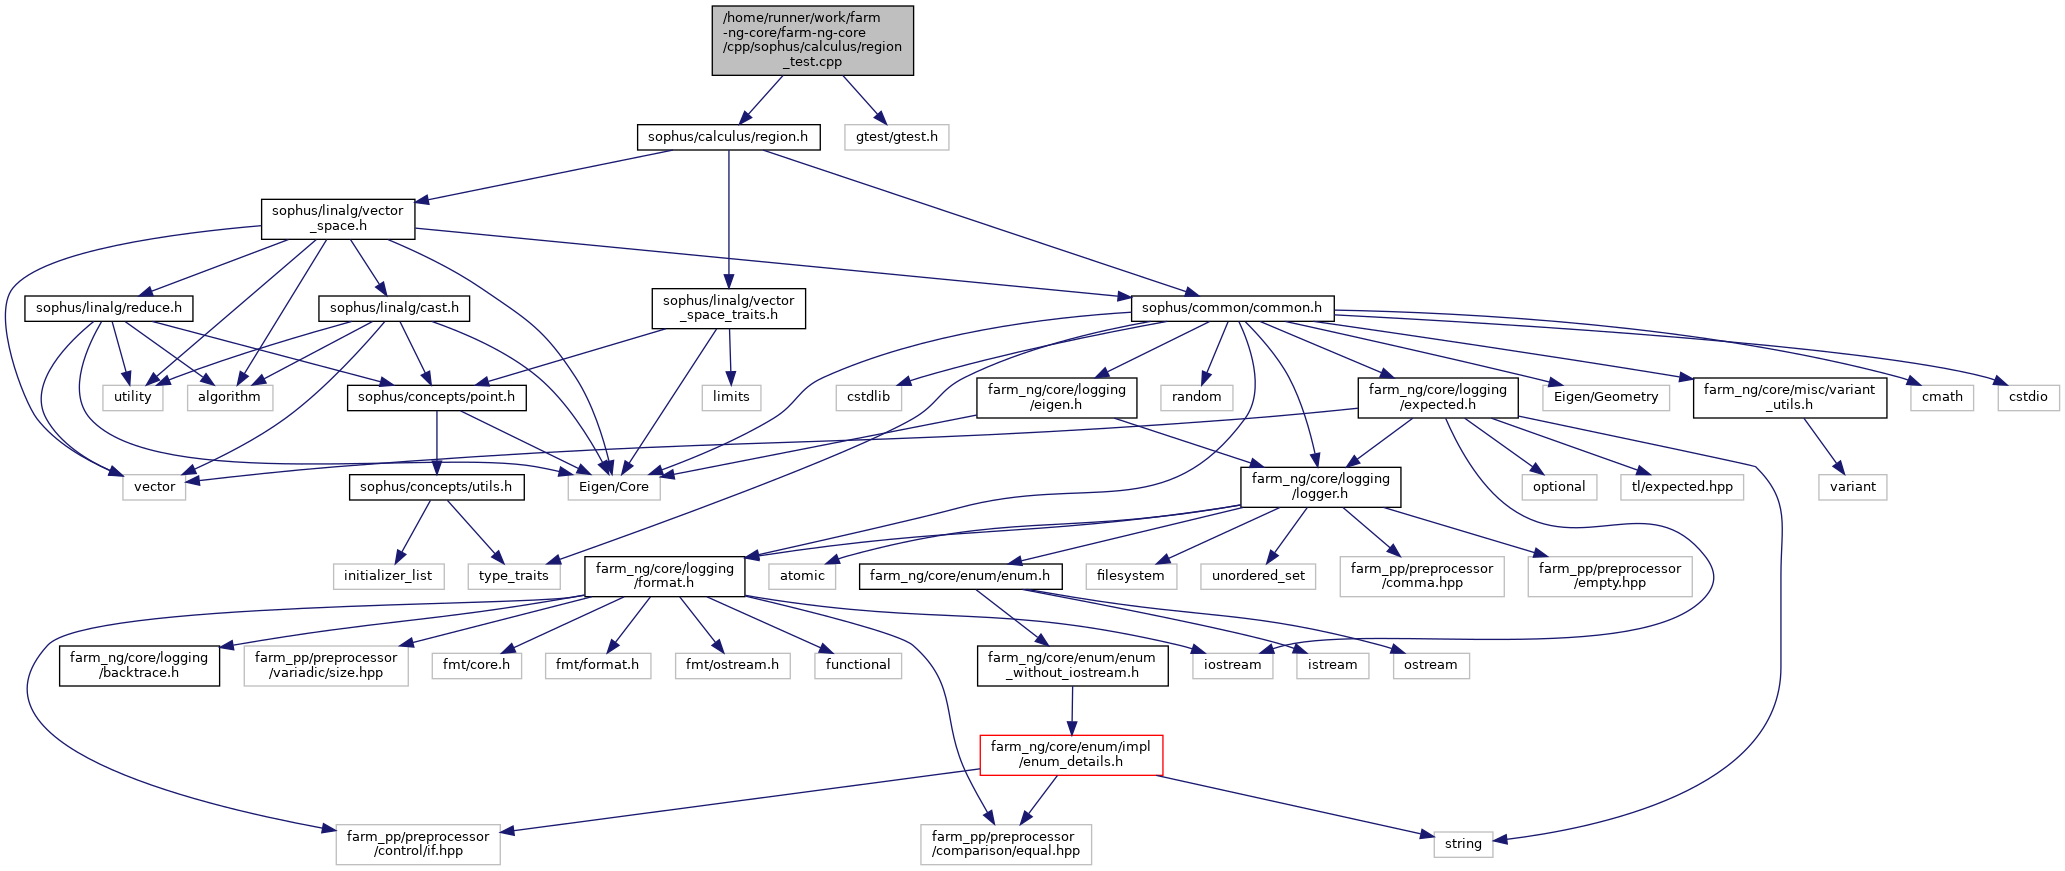 /home/runner/work/farm
-ng-core/farm-ng-core
/cpp/sophus/calculus/region
_test.cpp
sophus/calculus/region.h
gtest/gtest.h
sophus/linalg/vector
_space.h
sophus/linalg/reduce.h
sophus/linalg/cast.h
sophus/linalg/vector
_space_traits.h
sophus/common/common.h
utility
algorithm
sophus/concepts/point.h
limits
cstdlib
farm_ng/core/logging
/eigen.h
random
farm_ng/core/logging
/expected.h
Eigen/Geometry
farm_ng/core/misc/variant
_utils.h
cmath
cstdio
vector
sophus/concepts/utils.h
Eigen/Core
farm_ng/core/logging
/logger.h
optional
tl/expected.hpp
variant
initializer_list
type_traits
farm_ng/core/logging
/format.h
atomic
farm_ng/core/enum/enum.h
filesystem
unordered_set
farm_pp/preprocessor
/comma.hpp
farm_pp/preprocessor
/empty.hpp
farm_ng/core/logging
/backtrace.h
farm_pp/preprocessor
/variadic/size.hpp
fmt/core.h
fmt/format.h
fmt/ostream.h
functional
farm_ng/core/enum/enum
_without_iostream.h
iostream
istream
ostream
farm_ng/core/enum/impl
/enum_details.h
farm_pp/preprocessor
/control/if.hpp
farm_pp/preprocessor
/comparison/equal.hpp
string